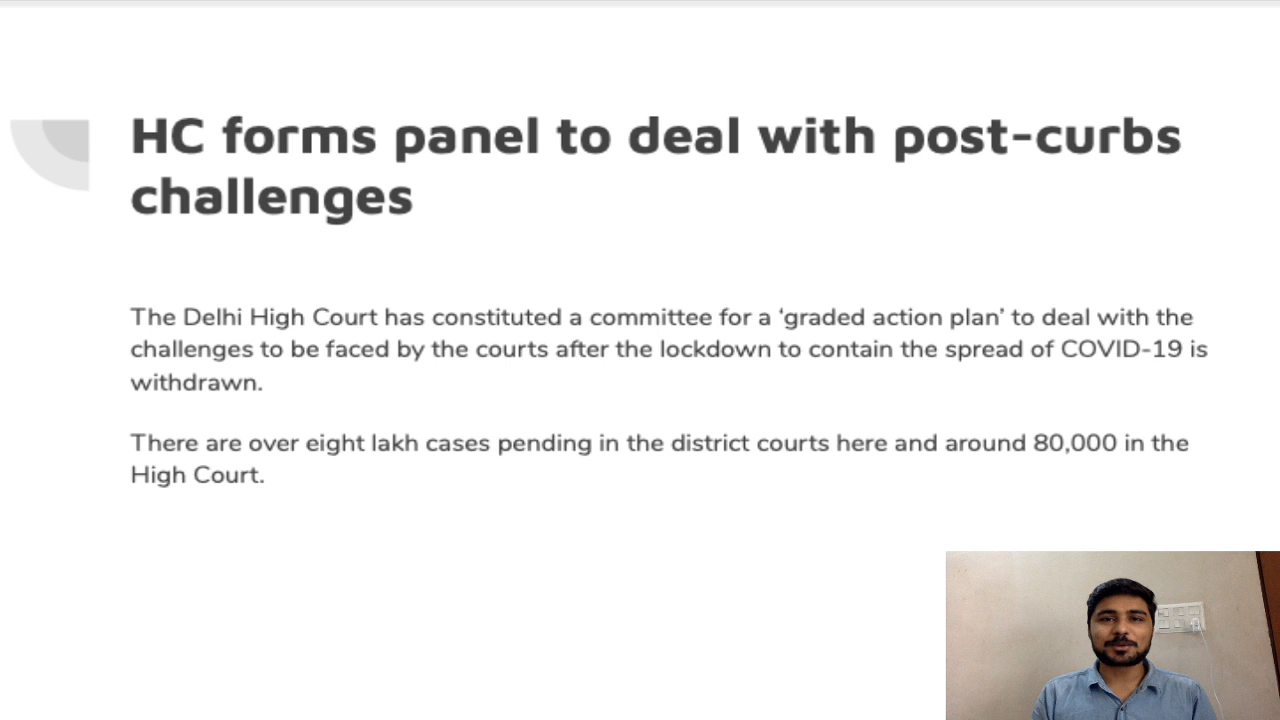 HC forms panel to deal with post-curbs
challenges
The Delhi High Court has constituted a committee for a ‘graded action plan’ to deal with the
challenges to be faced by the courts after the lockdown to contain the spread of COVID-19 is
withdrawn.
There are over eight lakh cases pending in the district courts here and around 80,000 in the
High Court.